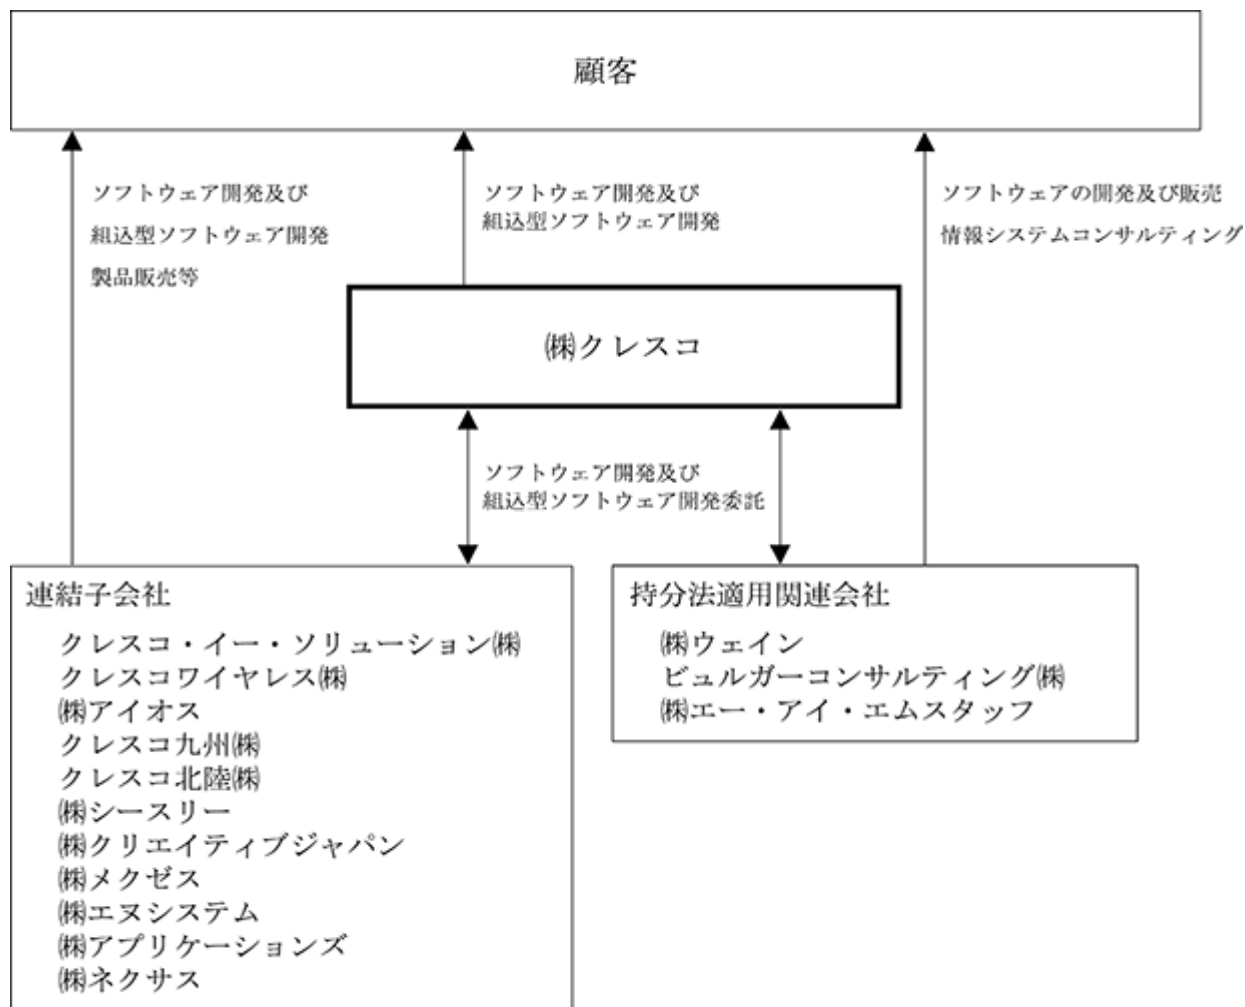 顧客
ソフトウェア開発及び
組込型ソフトウェア開発
製品販売等
ソフトウェア開発及び
組込型ソフトウェア開発
ソフトウェアの開発及び販売
情報システムコンサルティング
㈱クレスコ
ソフトウェア開発及び
組込型ソフトウェア開発委託
連結子会社
クレスコ・イー・ソリューション㈱
クレスコワイヤレス㈱
㈱アイオス
クレスコ九州㈱
クレスコ北陸㈱
㈱シースリー
㈱クリエイティブジャパン
㈱メクゼス
㈱エヌシステム
㈱アプリケーションズ
㈱ネクサス
持分法適用関連会社
㈱ウェイン
ビュルガーコンサルティング㈱
㈱エー・アイ・エムスタッフ